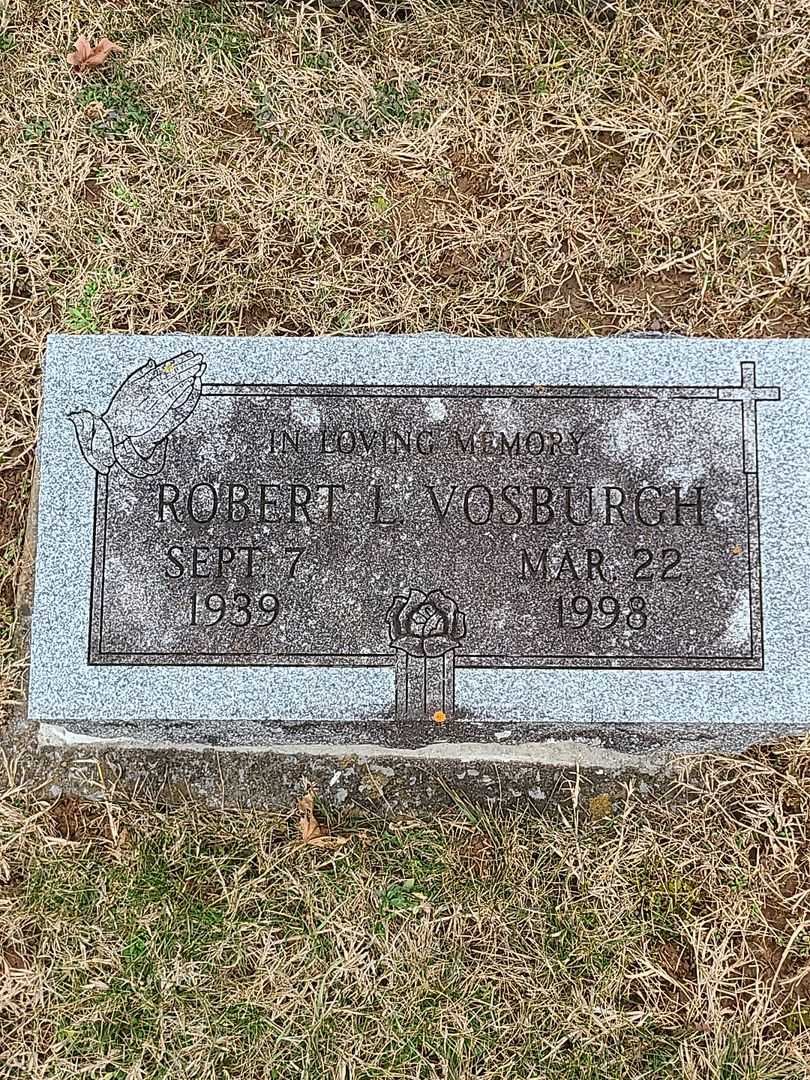 IN LOVING MEMORY
ROBERT L. VOSBURGH
SEPT. 7 MAR. 22,
1939 1998